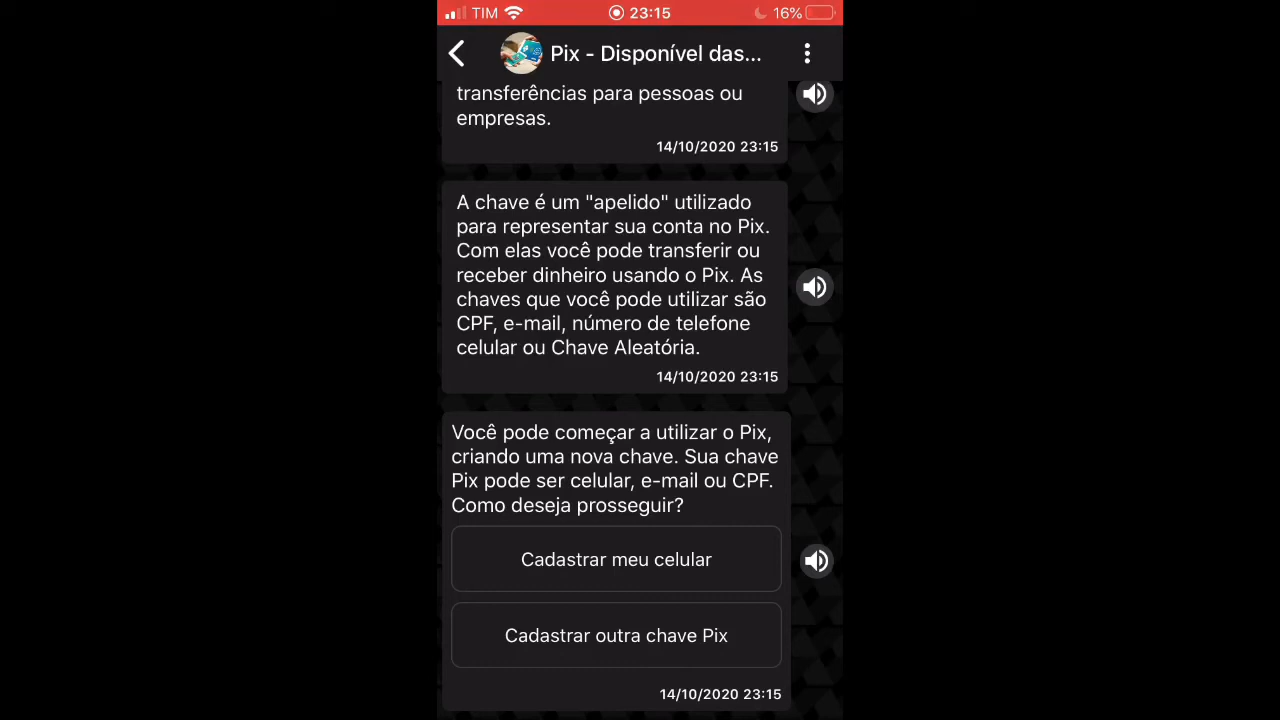 TIM 23:15 16%
Pix - Disponível das...
transferências para pessoas ou
empresas.
14/10/2020 23:15
A chave é um "apelido" utilizado
para representar sua conta no Pix.
Com elas você pode transferir ou
receber dinheiro usando o Pix. As
chaves que você pode utilizar são
CPF, e-mail, número de telefone
celular ou Chave Aleatória.
14/10/2020 23:15
Você pode começar a utilizar o Pix,
criando uma nova chave. Sua chave
Pix pode ser celular, e-mail ou CPF.
Como deseja prosseguir?
Cadastrar meu celular
Cadastrar outra chave Pix
14/10/2020 23:15